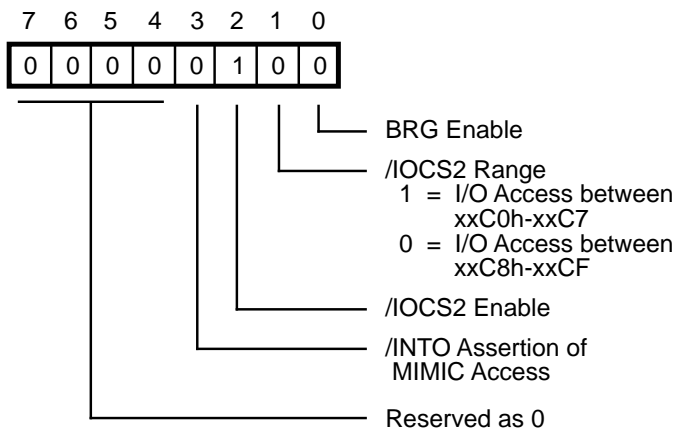 7 6 5 4 3 2 1 0
0 0 0 0 0 1 0 0
BRG Enable
/IOCS2 Range
1 = I/O Access between
xxC0h-xxC7
0 = I/O Access between
xxC8h-xxCF
/IOCS2 Enable
/INTO Assertion of
MIMIC Access
Reserved as 0